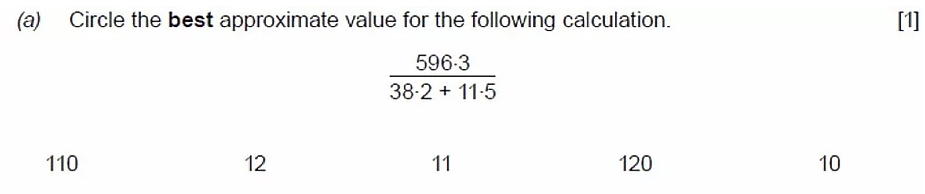 (a) Circle the best approximate value for the following calculation. [1]
596·3
38·2 + 11·5
110 12 11 120 10